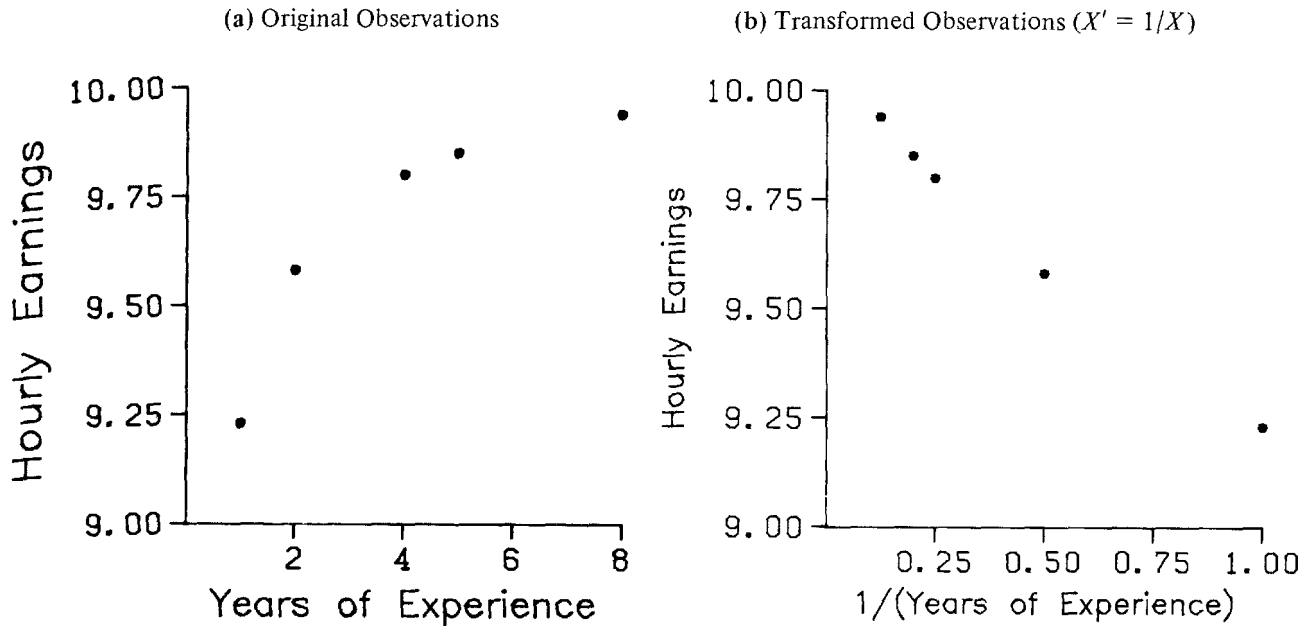 (a) Original Observations
10.00
9.75
9.50
9.25
9.00
Hourly Earnings
2 4 6 8
Years of Experience
(b) Transformed Observations (X′ = 1/X)
10.00
9.75
9.50
9.25
9.00
Hourly Earnings
0.25 0.50 0.75 1.00
1/(Years of Experience)